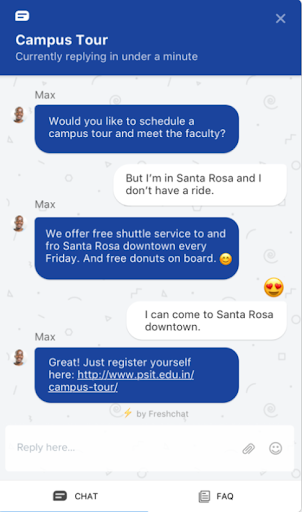 Campus Tour
Currently replying in under a minute
Max
Would you like to schedule a
campus tour and meet the faculty?
But I'm in Santa Rosa and I
don't have a ride.
Max
We offer free shuttle service to and
fro Santa Rosa downtown every
Friday. And free donuts on board. 😊
😍
I can come to Santa Rosa
downtown.
Max
Great! Just register yourself
here: http://www.psit.edu.in/
campus-tour/
⚡ by Freshchat
Reply here...
CHAT
FAQ